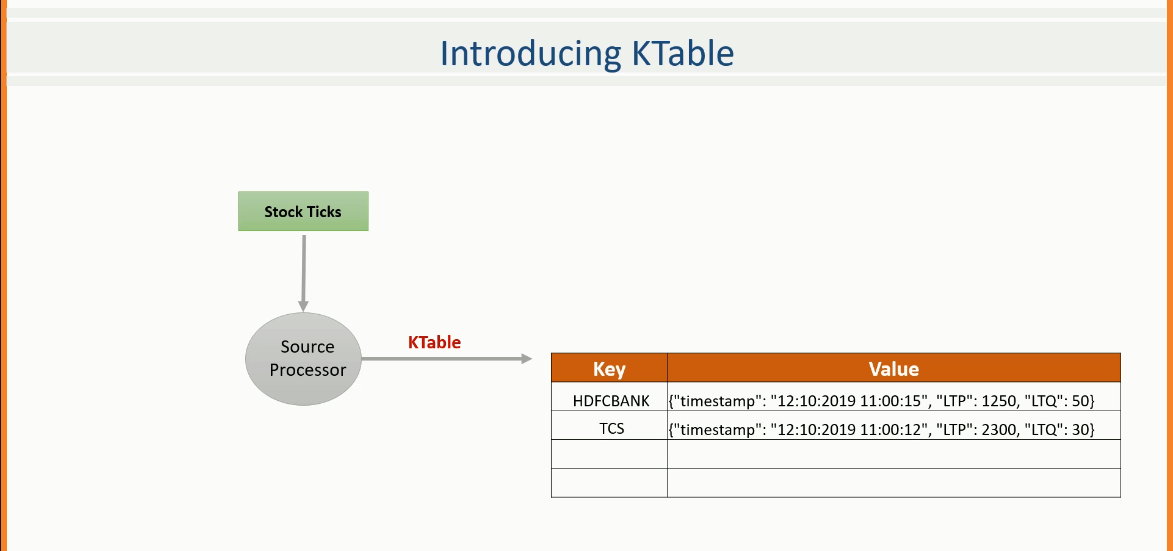 Introducing KTable
Stock Ticks
Source
Processor
KTable
Key Value
HDFCBANK {"timestamp": "12:10:2019 11:00:15", "LTP": 1250, "LTQ": 50}
TCS {"timestamp": "12:10:2019 11:00:12", "LTP": 2300, "LTQ": 30}